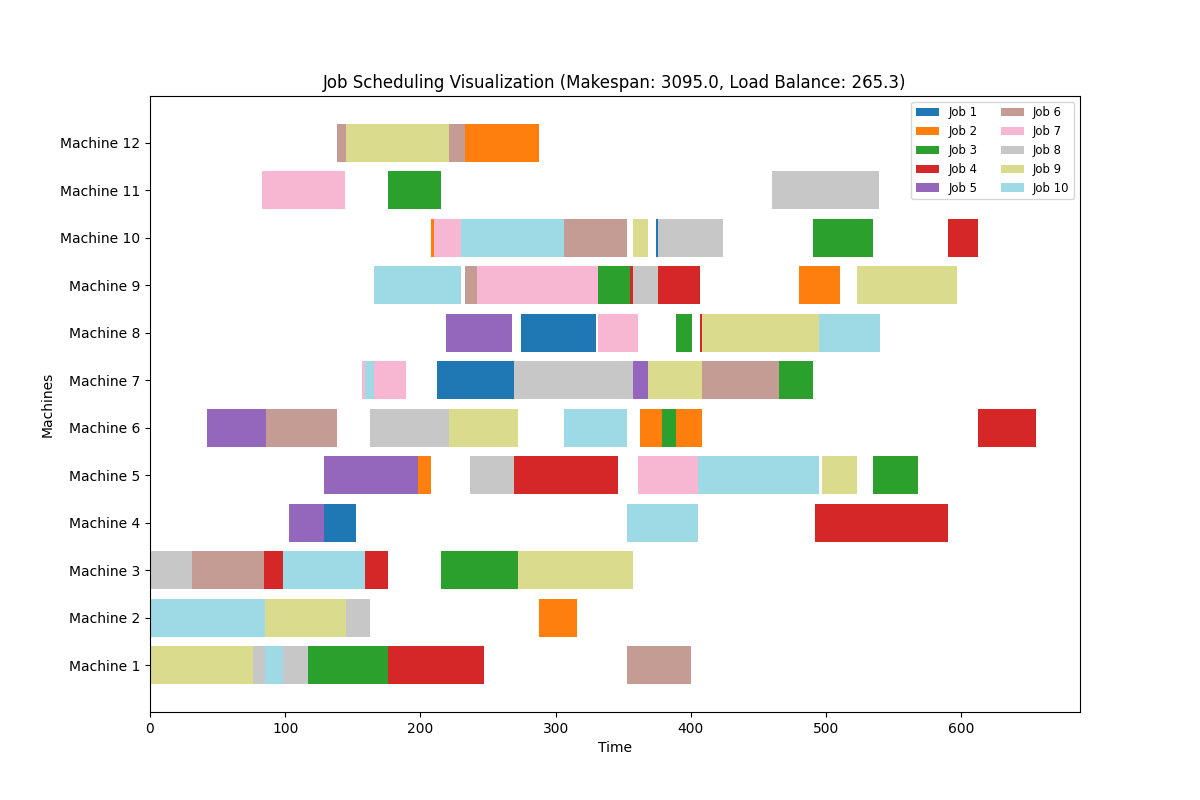 Job Scheduling Visualization (Makespan: 3095.0, Load Balance: 265.3)
Job 1
Job 2
Job 3
Job 4
Job 5
Job 6
Job 7
Job 8
Job 9
Job 10
Machine 12
Machine 11
Machine 10
Machine 9
Machine 8
Machine 7
Machine 6
Machine 5
Machine 4
Machine 3
Machine 2
Machine 1
Machines
0 100 200 300 400 500 600
Time